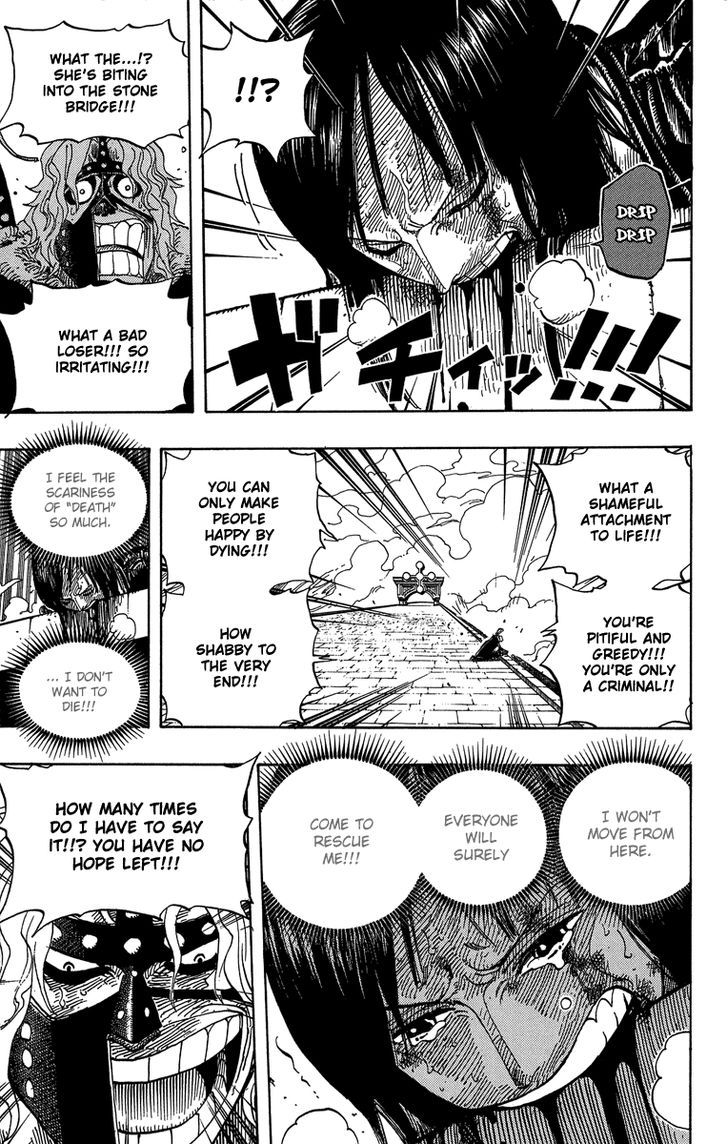 !!?
DRIP
DRIP
ガチィッ!!!
WHAT THE...!?
SHE'S BITING
INTO THE STONE
BRIDGE!!!
WHAT A BAD
LOSER!!! SO
IRRITATING!!!
WHAT A
SHAMEFUL
ATTACHMENT
TO LIFE!!!
YOU'RE
PITIFUL AND
GREEDY!!!
YOU'RE ONLY
A CRIMINAL!!
YOU CAN
ONLY MAKE
PEOPLE
HAPPY BY
DYING!!!
HOW
SHABBY TO
THE VERY
END!!!
I FEEL THE
SCARINESS
OF "DEATH"
SO MUCH.
... I DON'T
WANT TO
DIE!!!
I WON'T
MOVE FROM
HERE.
EVERYONE
WILL
SURELY
COME TO
RESCUE
ME!!!
HOW MANY TIMES
DO I HAVE TO SAY
IT!!? YOU HAVE NO
HOPE LEFT!!!